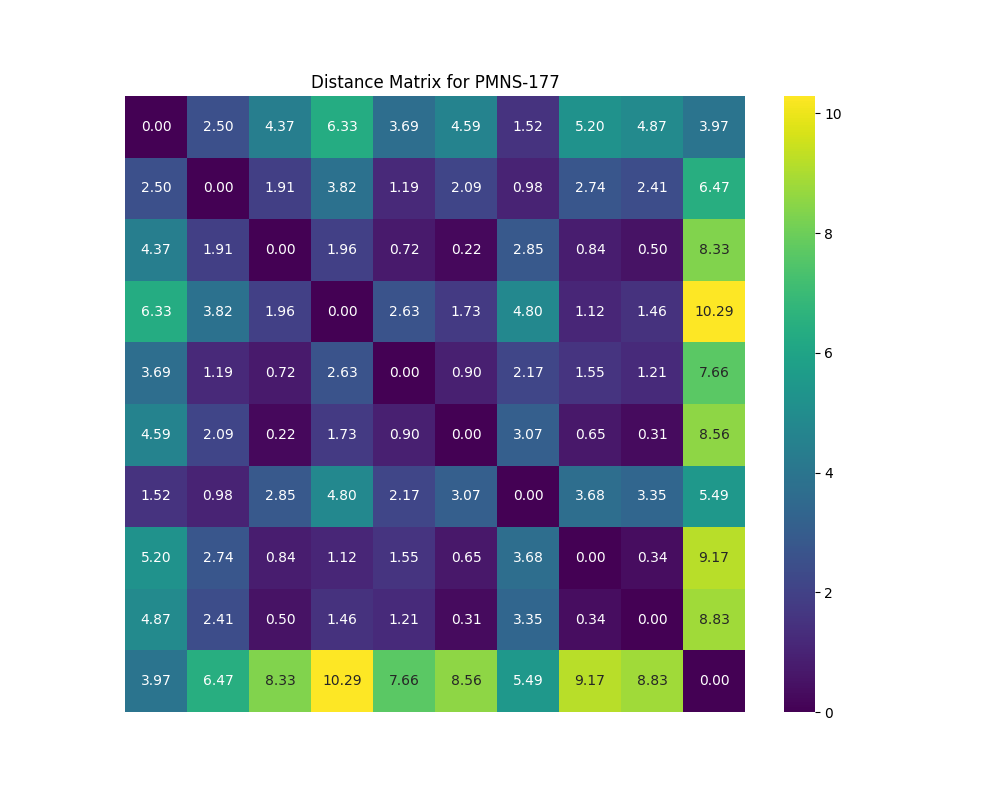 Distance Matrix for PMNS-177
0.00 2.50 4.37 6.33 3.69 4.59 1.52 5.20 4.87 3.97
2.50 0.00 1.91 3.82 1.19 2.09 0.98 2.74 2.41 6.47
4.37 1.91 0.00 1.96 0.72 0.22 2.85 0.84 0.50 8.33
6.33 3.82 1.96 0.00 2.63 1.73 4.80 1.12 1.46 10.29
3.69 1.19 0.72 2.63 0.00 0.90 2.17 1.55 1.21 7.66
4.59 2.09 0.22 1.73 0.90 0.00 3.07 0.65 0.31 8.56
1.52 0.98 2.85 4.80 2.17 3.07 0.00 3.68 3.35 5.49
5.20 2.74 0.84 1.12 1.55 0.65 3.68 0.00 0.34 9.17
4.87 2.41 0.50 1.46 1.21 0.31 3.35 0.34 0.00 8.83
3.97 6.47 8.33 10.29 7.66 8.56 5.49 9.17 8.83 0.00
10
8
6
4
2
0